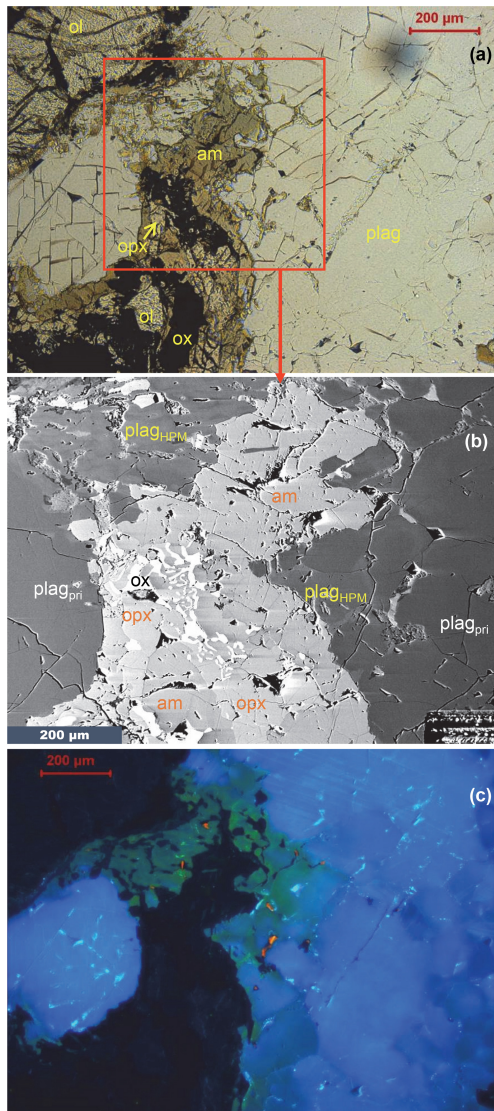 200 µm
(a)
ol
am
opx
plag
ol
ox
(b)
plagHPM
am
ox
plagpri
plagHPM
plagpri
opx
am
opx
200 µm
200 µm
(c)